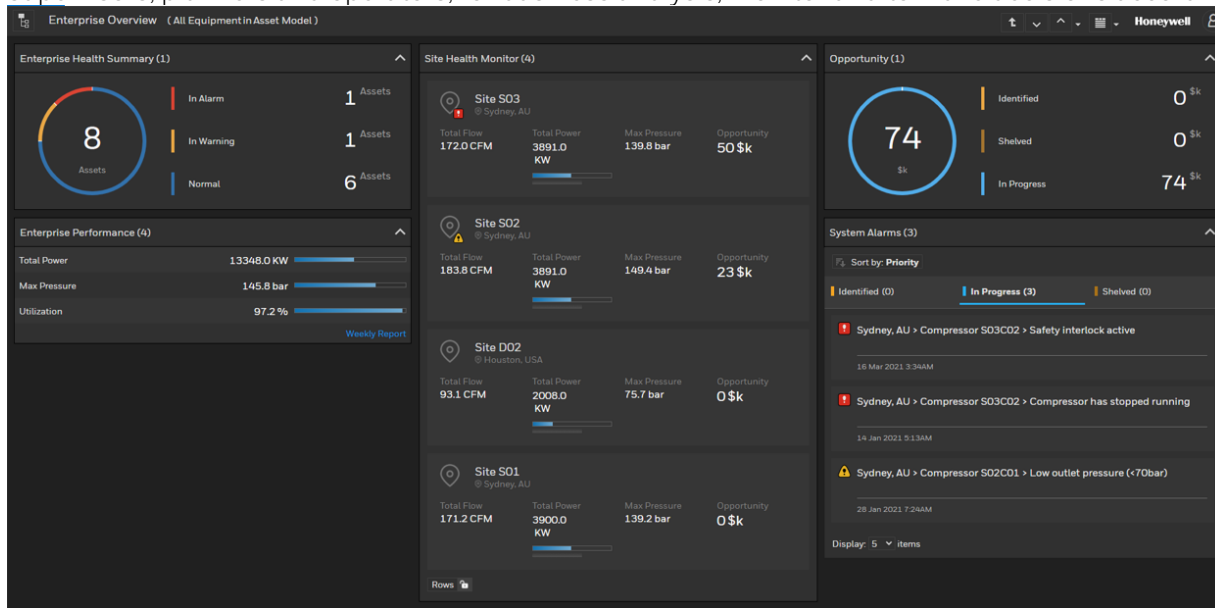 Enterprise Overview ( All Equipment in Asset Model )
Honeywell
Enterprise Health Summary (1)
8
Assets
In Alarm 1 Assets
In Warning 1 Assets
Normal 6 Assets
Enterprise Performance (4)
Total Power 13348.0 KW
Max Pressure 145.8 bar
Utilization 97.2 %
Weekly Report
Site Health Monitor (4)
Site S03
Sydney, AU
Total Flow Total Power Max Pressure Opportunity
172.0 CFM 3891.0 139.8 bar 50 $k
KW
Site S02
Sydney, AU
Total Flow Total Power Max Pressure Opportunity
183.8 CFM 3891.0 149.4 bar 23 $k
KW
Site D02
Houston, USA
Total Flow Total Power Max Pressure Opportunity
93.1 CFM 2008.0 75.7 bar 0 $k
KW
Site S01
Sydney, AU
Total Flow Total Power Max Pressure Opportunity
171.2 CFM 3900.0 139.2 bar 0 $k
KW
Rows
Opportunity (1)
74
$k
Identified 0 $k
Shelved 0 $k
In Progress 74 $k
System Alarms (3)
Sort by: Priority
Identified (0) In Progress (3) Shelved (0)
Sydney, AU > Compressor S03C02 > Safety interlock active
16 Mar 2021 3:34AM
Sydney, AU > Compressor S03C02 > Compressor has stopped running
14 Jan 2021 5:13AM
Sydney, AU > Compressor S02C01 > Low outlet pressure (<70bar)
28 Jan 2021 7:24AM
Display: 5 items